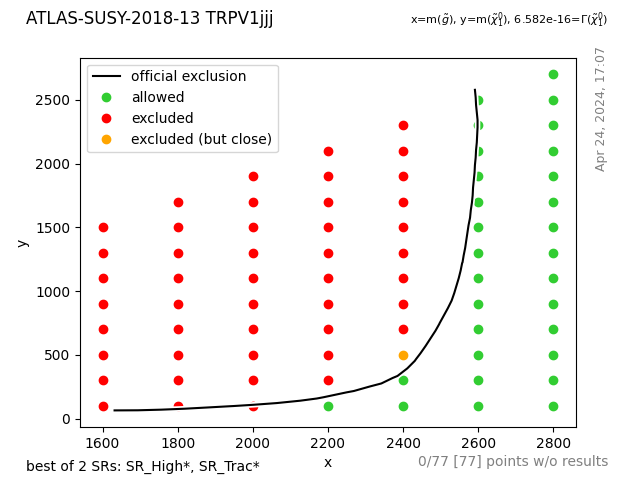 ATLAS-SUSY-2018-13 TRPV1jjj
x=m(g̃), y=m(χ̃₁⁰), 6.582e-16=Γ(χ̃₁⁰)
official exclusion
allowed
excluded
excluded (but close)
Apr 24, 2024, 17:07
y
2500
2000
1500
1000
500
0
1600 1800 2000 2200 2400 2600 2800
x
best of 2 SRs: SR_High*, SR_Trac*
0/77 [77] points w/o results